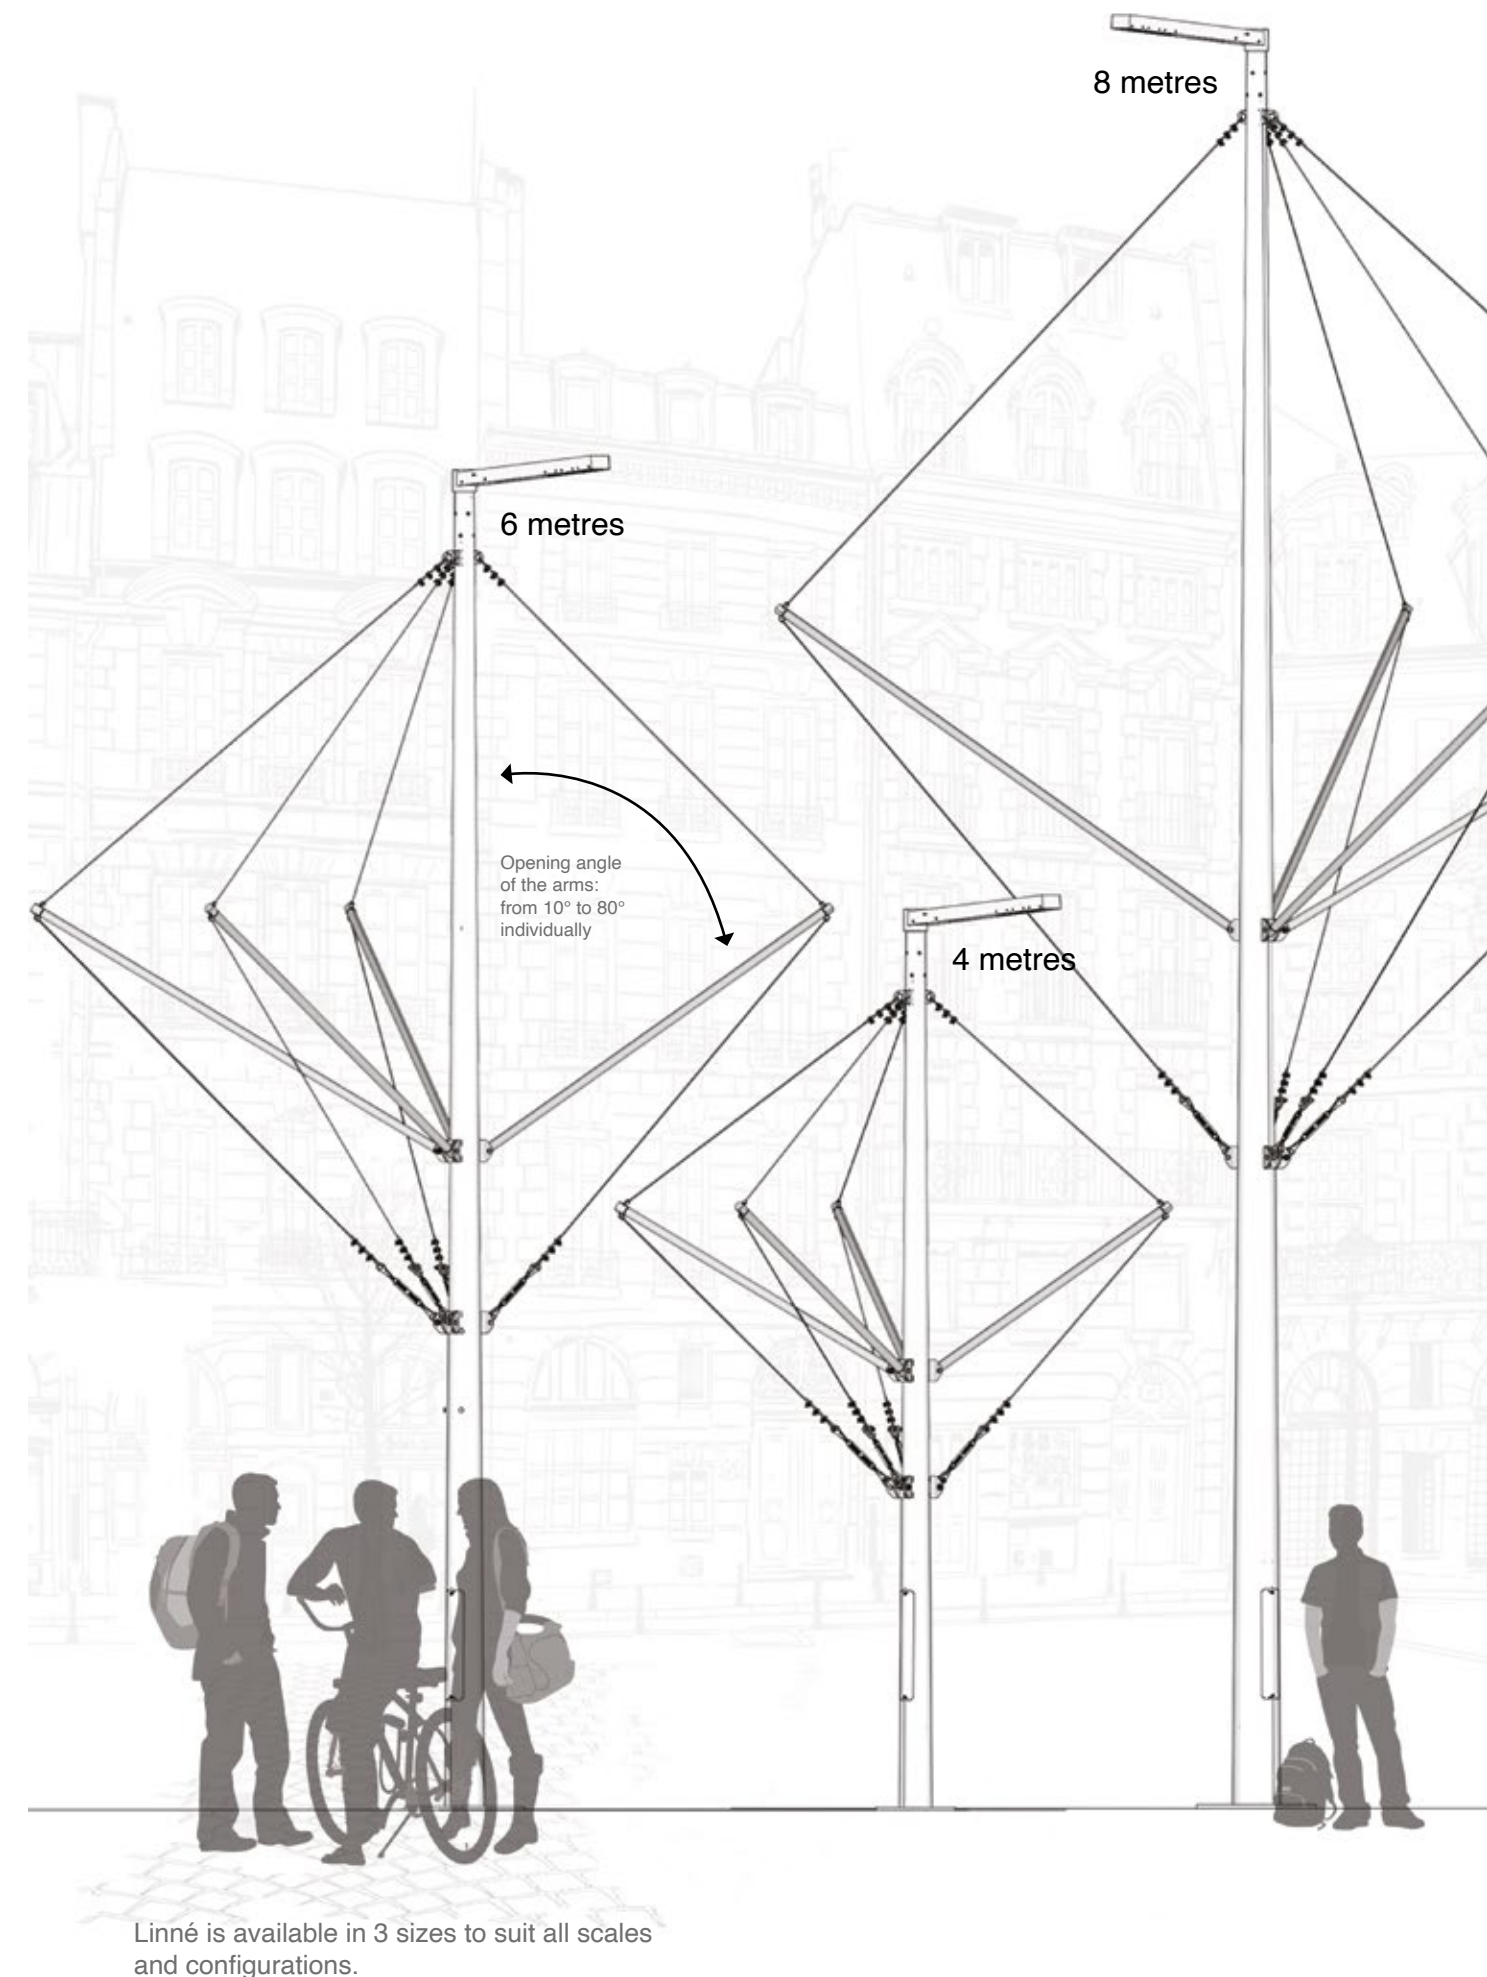 8 metres
6 metres
Opening angle
of the arms:
from 10° to 80°
individually
4 metres
Linné is available in 3 sizes to suit all scales
and configurations.